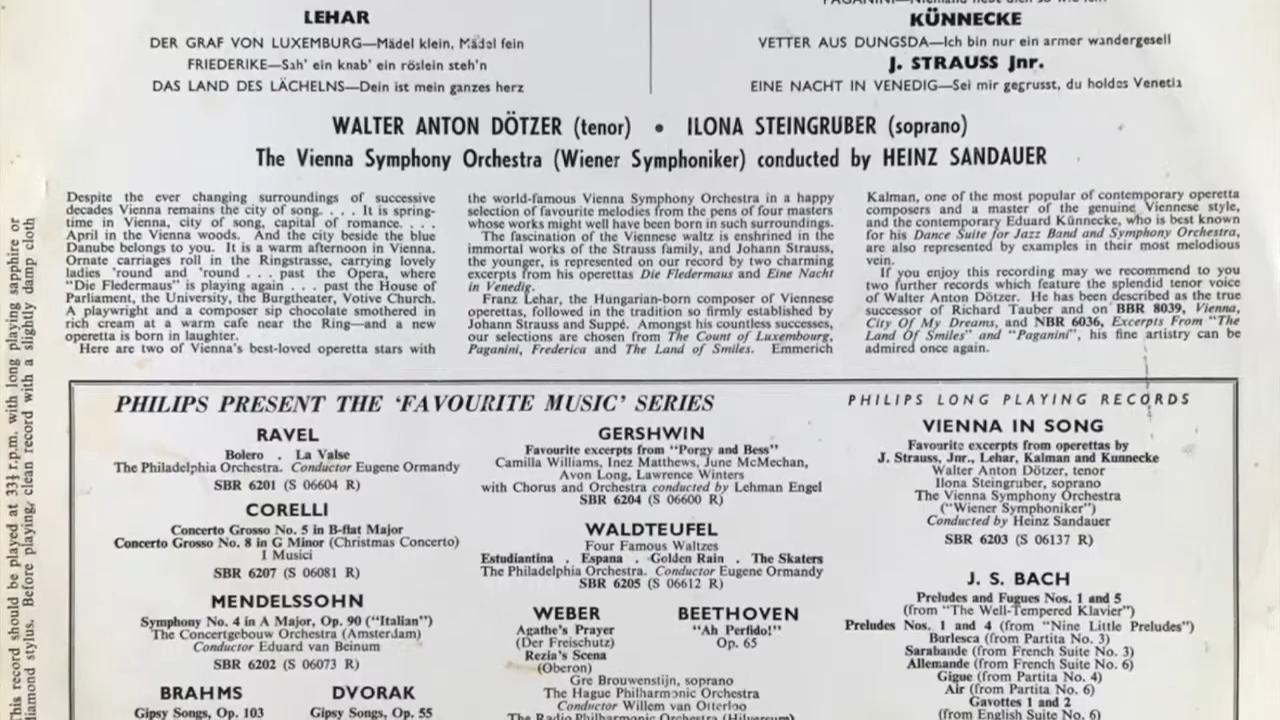 LEHAR
DER GRAF VON LUXEMBURG—Mädel klein, Mädel fein
FRIEDERIKE—Sah' ein knab' ein röslein steh'n
DAS LAND DES LÄCHELNS—Dein ist mein ganzes herz
KÜNNECKE
VETTER AUS DUNGSDA—Ich bin nur ein armer wandergesell
J. STRAUSS Jnr.
EINE NACHT IN VENEDIG—Sei mir gegrusst, du holdes Venetia
WALTER ANTON DÖTZER (tenor) • ILONA STEINGRUBER (soprano)
The Vienna Symphony Orchestra (Wiener Symphoniker) conducted by HEINZ SANDAUER
Despite the ever changing surroundings of successive
decades Vienna remains the city of song. . . . It is spring-
time in Vienna, city of song, capital of romance. . . .
April in the Vienna woods. And the city beside the blue
Danube belongs to you. It is a warm afternoon in Vienna.
Ornate carriages roll in the Ringstrasse, carrying lovely
ladies 'round and 'round . . . past the Opera, where
"Die Fledermaus" is playing again . . . past the House of
Parliament, the University, the Burgtheater, Votive Church.
A playwright and a composer sip chocolate smothered in
rich cream at a warm cafe near the Ring—and a new
operetta is born in laughter.
Here are two of Vienna's best-loved operetta stars with
the world-famous Vienna Symphony Orchestra in a happy
selection of favourite melodies from the pens of four masters
whose works might well have been born in such surroundings.
The fascination of the Viennese waltz is enshrined in the
immortal works of the Strauss family, and Johann Strauss,
the younger, is represented on our record by two charming
excerpts from his operettas Die Fledermaus and Eine Nacht
in Venedig.
Franz Lehar, the Hungarian-born composer of Viennese
operettas, followed in the tradition so firmly established by
Johann Strauss and Suppé. Amongst his countless successes,
our selections are chosen from The Count of Luxembourg,
Paganini, Frederica and The Land of Smiles. Emmerich
Kalman, one of the most popular of contemporary operetta
composers and a master of the genuine Viennese style,
and the contemporary Eduard Künnecke, who is best known
for his Dance Suite for Jazz Band and Symphony Orchestra,
are also represented by examples in their most melodious
vein.
If you enjoy this recording may we recommend to you
two further records which feature the splendid tenor voice
of Walter Anton Dötzer. He has been described as the true
successor of Richard Tauber and on BBR 8039, Vienna,
City Of My Dreams, and NBR 6036, Excerpts From "The
Land Of Smiles" and "Paganini", his fine artistry can be
admired once again.
This record should be played at 33⅓ r.p.m. with long playing sapphire or
diamond stylus. Before playing, clean record with a slightly damp cloth
PHILIPS PRESENT THE 'FAVOURITE MUSIC' SERIES
PHILIPS LONG PLAYING RECORDS
RAVEL
Bolero . La Valse
The Philadelphia Orchestra. Conductor Eugene Ormandy
SBR 6201 (S 06604 R)
CORELLI
Concerto Grosso No. 5 in B-flat Major
Concerto Grosso No. 8 in G Minor (Christmas Concerto)
I Musici
SBR 6207 (S 06081 R)
MENDELSSOHN
Symphony No. 4 in A Major, Op. 90 ("Italian")
The Concertgebouw Orchestra (Amsterdam)
Conductor Eduard van Beinum
SBR 6202 (S 06073 R)
BRAHMS
Gipsy Songs, Op. 103
DVORAK
Gipsy Songs, Op. 55
GERSHWIN
Favourite excerpts from "Porgy and Bess"
Camilla Williams, Inez Matthews, June McMechan,
Avon Long, Lawrence Winters
with Chorus and Orchestra conducted by Lehman Engel
SBR 6204 (S 06600 R)
WALDTEUFEL
Four Famous Waltzes
Estudiantina . Espana . Golden Rain . The Skaters
The Philadelphia Orchestra. Conductor Eugene Ormandy
SBR 6205 (S 06612 R)
WEBER
Agathe's Prayer
(Der Freischutz)
Rezia's Scena
(Oberon)
BEETHOVEN
"Ah Perfido!"
Op. 65
Gre Brouwenstijn, soprano
The Hague Philharmonic Orchestra
Conductor Willem van Otterloo
The Radio Philharmonic Orchestra (Hilversum)
VIENNA IN SONG
Favourite excerpts from operettas by
J. Strauss, Jnr., Lehar, Kalman and Kunnecke
Walter Anton Dötzer, tenor
Ilona Steingruber, soprano
The Vienna Symphony Orchestra
("Wiener Symphoniker")
Conducted by Heinz Sandauer
SBR 6203 (S 06137 R)
J. S. BACH
Preludes and Fugues Nos. 1 and 5
(from "The Well-Tempered Klavier")
Preludes Nos. 1 and 4 (from "Nine Little Preludes")
Burlesca (from Partita No. 3)
Sarabande (from French Suite No. 3)
Allemande (from French Suite No. 6)
Gigue (from Partita No. 4)
Air (from Partita No. 6)
Gavottes 1 and 2
(from English Suite No. 6)